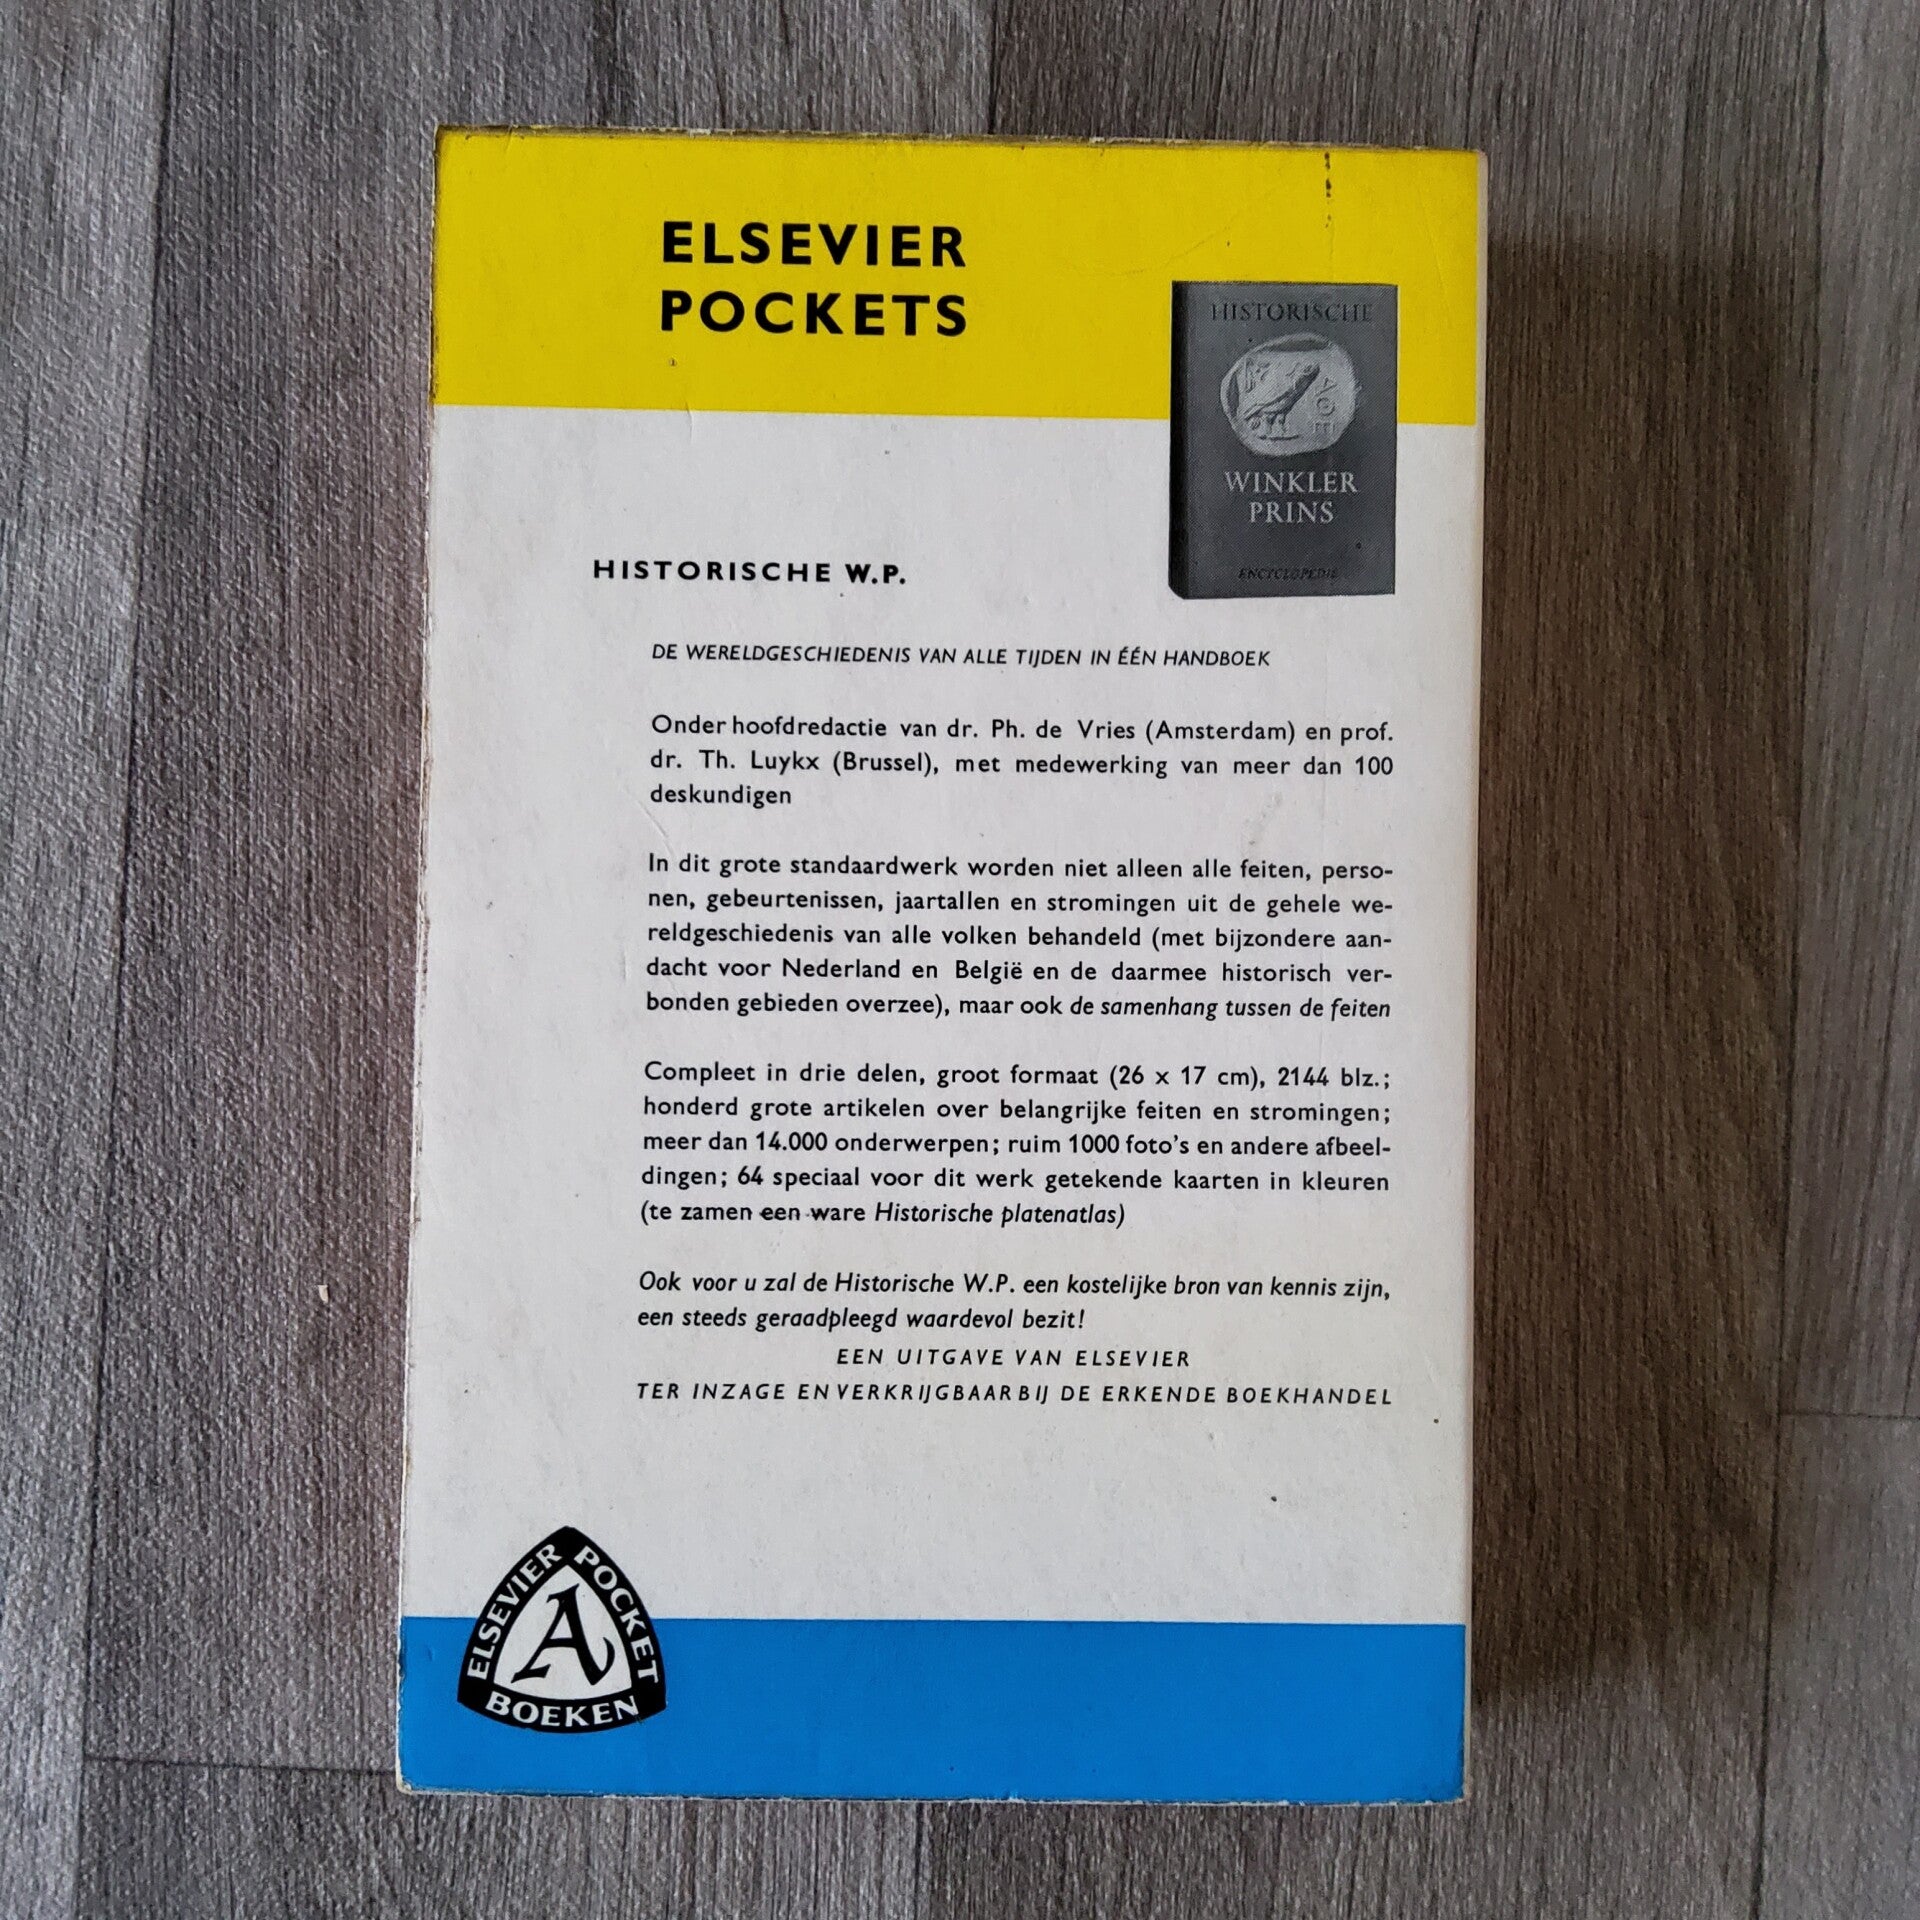 ELSEVIER
POCKETS
HISTORISCHE
WINKLER
PRINS
ENCYCLOPEDIE
HISTORISCHE W.P.
DE WERELDGESCHIEDENIS VAN ALLE TIJDEN IN ÉÉN HANDBOEK
Onder hoofdredactie van dr. Ph. de Vries (Amsterdam) en prof.
dr. Th. Luykx (Brussel), met medewerking van meer dan 100
deskundigen
In dit grote standaardwerk worden niet alleen alle feiten, perso-
nen, gebeurtenissen, jaartallen en stromingen uit de gehele we-
reldgeschiedenis van alle volken behandeld (met bijzondere aan-
dacht voor Nederland en België en de daarmee historisch ver-
bonden gebieden overzee), maar ook de samenhang tussen de feiten
Compleet in drie delen, groot formaat (26 x 17 cm), 2144 blz.;
honderd grote artikelen over belangrijke feiten en stromingen;
meer dan 14.000 onderwerpen; ruim 1000 foto's en andere afbeel-
dingen; 64 speciaal voor dit werk getekende kaarten in kleuren
(te zamen een ware Historische platenatlas)
Ook voor u zal de Historische W.P. een kostelijke bron van kennis zijn,
een steeds geraadpleegd waardevol bezit!
EEN UITGAVE VAN ELSEVIER
TER INZAGE EN VERKRIJGBAAR BIJ DE ERKENDE BOEKHANDEL
ELSEVIER POCKET
A
BOEKEN